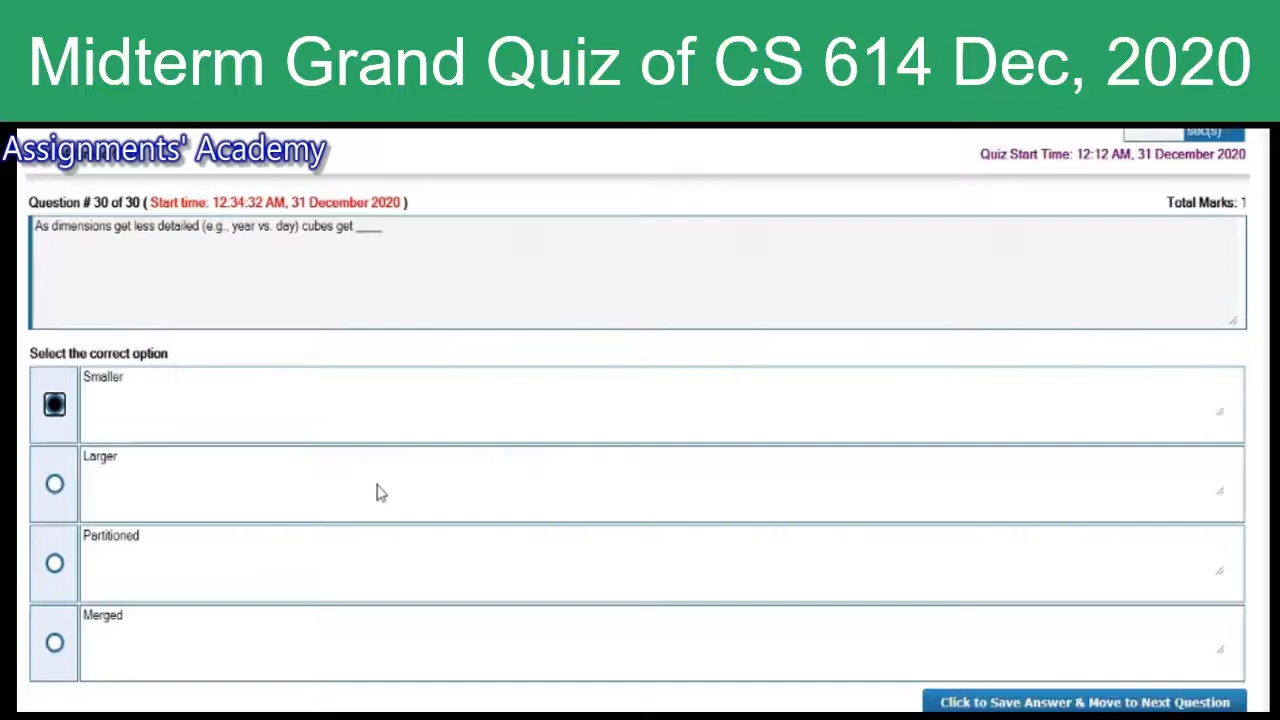 Midterm Grand Quiz of CS 614 Dec, 2020
Assignments' Academy
sec(s)
Quiz Start Time: 12:12 AM, 31 December 2020
Question # 30 of 30 ( Start time: 12:34:32 AM, 31 December 2020 )
Total Marks: 1
As dimensions get less detailed (e.g., year vs. day) cubes get ____
Select the correct option
Smaller
Larger
Partitioned
Merged
Click to Save Answer & Move to Next Question